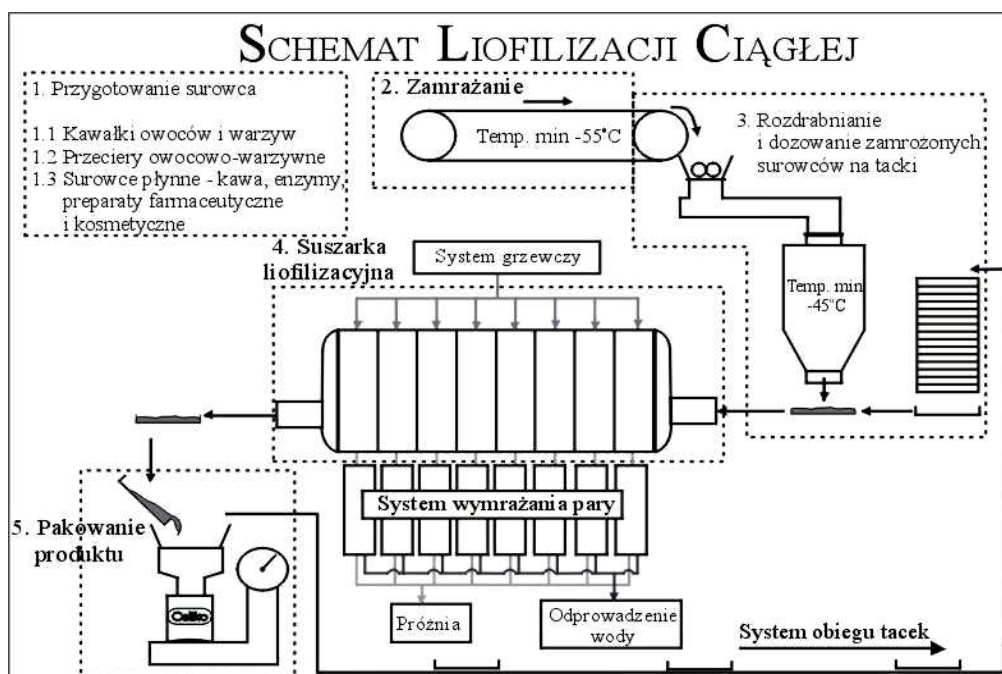 SCHEMAT LIOFILIZACJI CIĄGŁEJ
1. Przygotowanie surowca
1.1 Kawałki owoców i warzyw
1.2 Przeciery owocowo-warzywne
1.3 Surowce płynne - kawa, enzymy,
preparaty farmaceutyczne
i kosmetyczne
2. Zamrażanie
Temp. min -55°C
3. Rozdrabnianie
i dozowanie zamrożonych
surowców na tacki
Temp. min
-45°C
4. Suszarka
liofilizacyjna
System grzewczy
System wymrażania pary
5. Pakowanie
produktu
Próżnia
Odprowadzenie
wody
System obiegu tacek